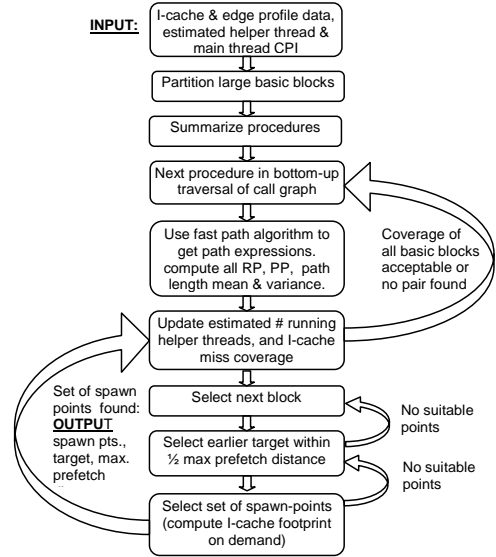 INPUT:
I-cache & edge profile data,
estimated helper thread &
main thread CPI
Partition large basic blocks
Summarize procedures
Next procedure in bottom-up
traversal of call graph
Use fast path algorithm to
get path expressions.
compute all RP, PP, path
length mean & variance.
Coverage of
all basic blocks
acceptable or
no pair found
Update estimated # running
helper threads, and I-cache
miss coverage
Set of spawn
points found:
OUTPUT
spawn pts.,
target, max.
prefetch
Select next block
No suitable
points
Select earlier target within
½ max prefetch distance
No suitable
points
Select set of spawn-points
(compute I-cache footprint
on demand)